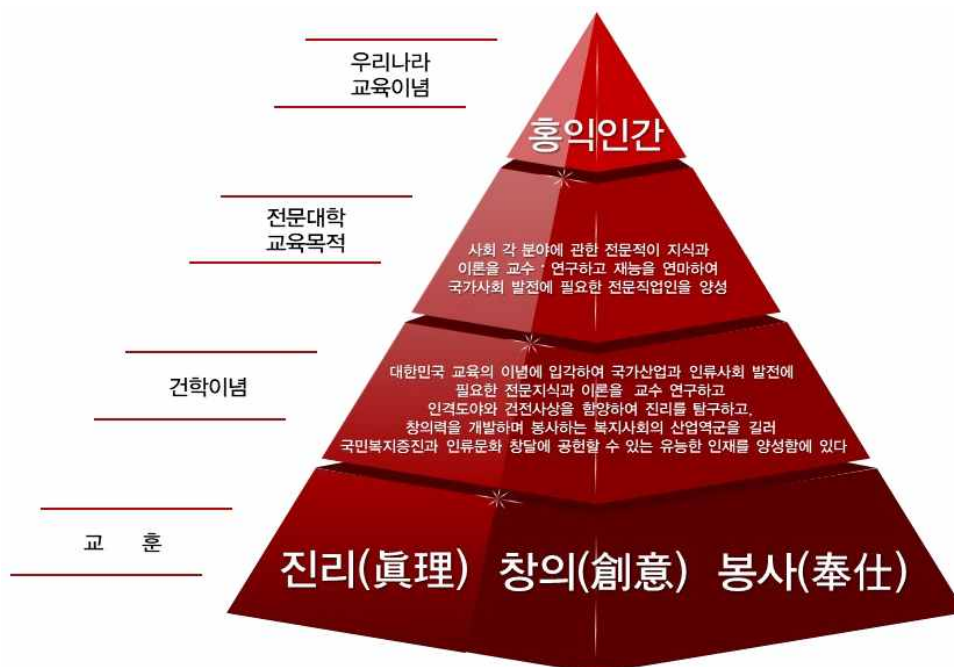 우리나라
교육이념
홍익인간
전문대학
교육목적
사회 각 분야에 관한 전문적이 지식과
이론을 교수·연구하고 재능을 연마하여
국가사회 발전에 필요한 전문직업인을 양성
건학이념
대한민국 교육의 이념에 입각하여 국가산업과 인류사회 발전에
필요한 전문지식과 이론을 교수 연구하고
인격도야와 건전사상을 함양하여 진리를 탐구하고,
창의력을 개발하며 봉사하는 복지사회의 산업역군을 길러
국민복지증진과 인류문화 창달에 공헌할 수 있는 유능한 인재를 양성함에 있다
교 훈
진리(眞理) 창의(創意) 봉사(奉仕)